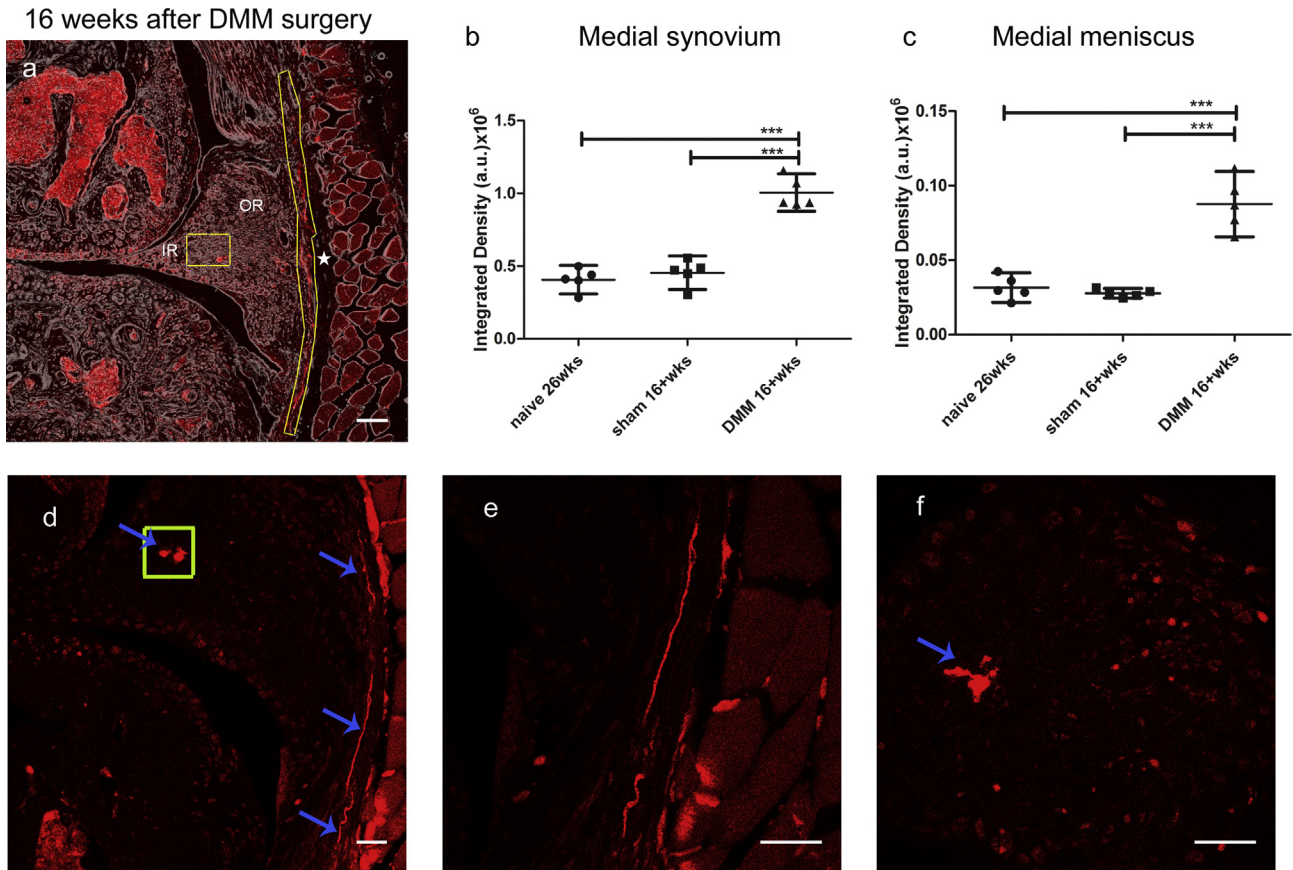 16 weeks after DMM surgery
a
OR
IR
b
Medial synovium
Integrated Density (a.u.)x10⁶
1.5
1.0
0.5
0.0
***
***
naive 26wks
sham 16+wks
DMM 16+wks
c
Medial meniscus
Integrated Density (a.u.)x10⁶
0.15
0.10
0.05
0.00
***
***
naive 26wks
sham 16+wks
DMM 16+wks
d
e
f